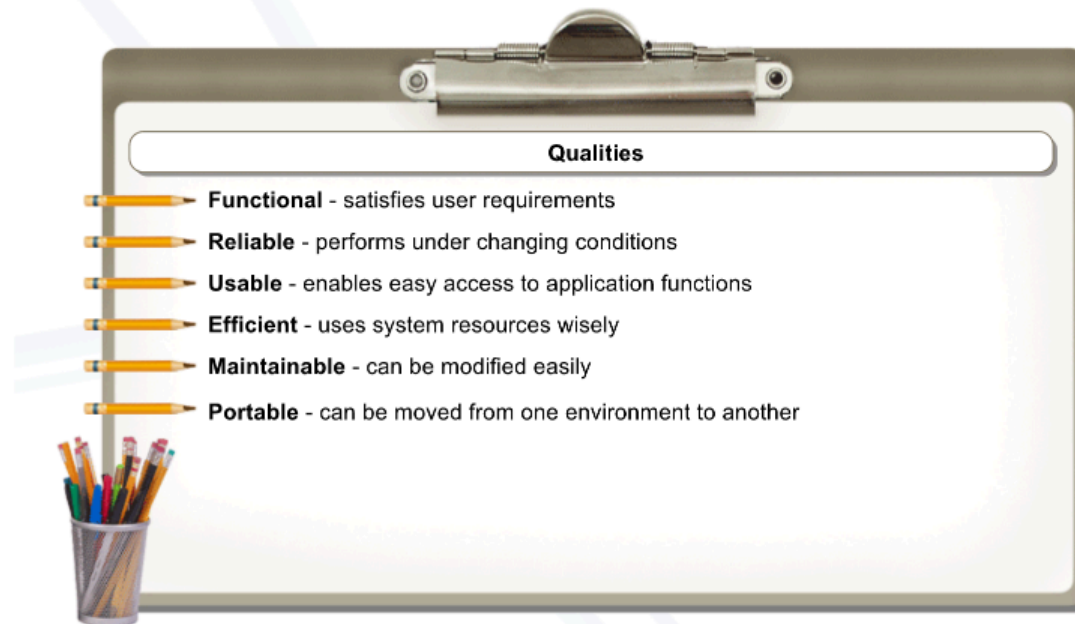 Qualities
Functional - satisfies user requirements
Reliable - performs under changing conditions
Usable - enables easy access to application functions
Efficient - uses system resources wisely
Maintainable - can be modified easily
Portable - can be moved from one environment to another